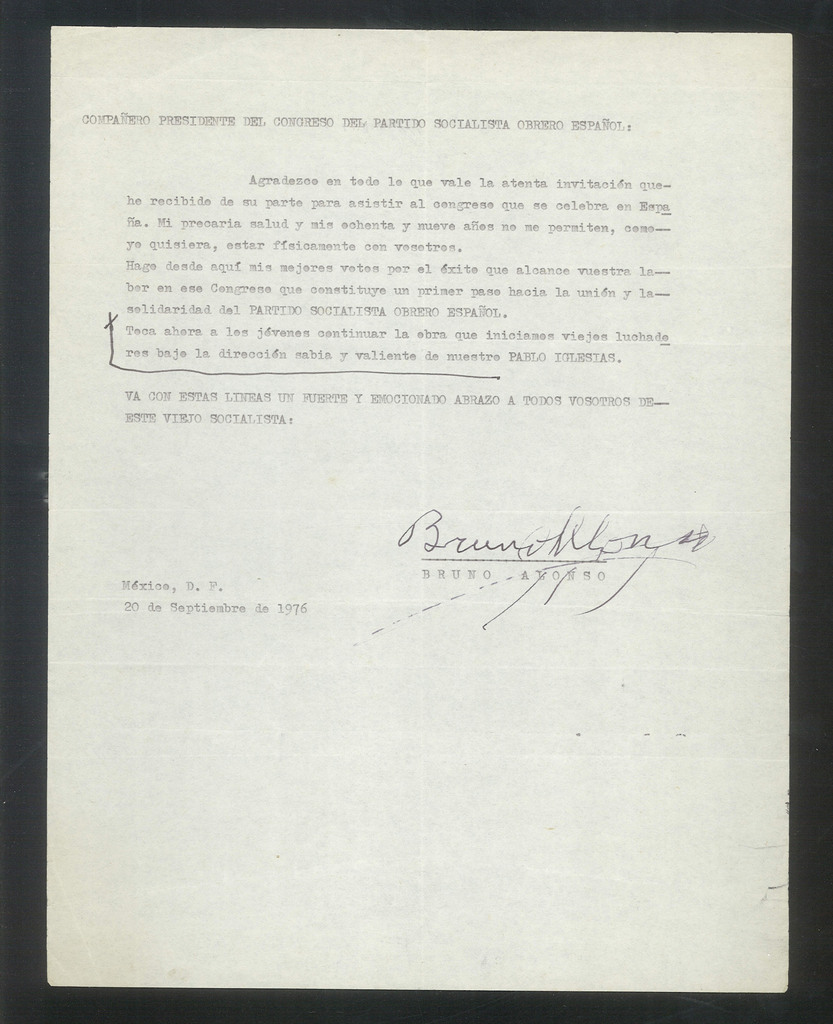 COMPAÑERO PRESIDENTE DEL CONGRESO DEL PARTIDO SOCIALISTA OBRERO ESPAÑOL:
Agradezco en todo lo que vale la atenta invitación que-
he recibido de su parte para asistir al congreso que se celebra en Espa
ña. Mi precaria salud y mis ochenta y nueve años no me permiten, como-
yo quisiera, estar físicamente con vosotros.
Hago desde aquí mis mejores votos por el éxito que alcance vuestra la-
bor en ese Congreso que constituye un primer paso hacia la unión y la-
solidaridad del PARTIDO SOCIALISTA OBRERO ESPAÑOL.
Toca ahora a los jóvenes continuar la obra que iniciamos viejos luchado
res bajo la dirección sabia y valiente de nuestro PABLO IGLESIAS.
VA CON ESTAS LINEAS UN FUERTE Y EMOCIONADO ABRAZO A TODOS VOSOTROS DE-
ESTE VIEJO SOCIALISTA:
Bruno Alonso
BRUNO ALONSO
México, D. F.
20 de Septiembre de 1976